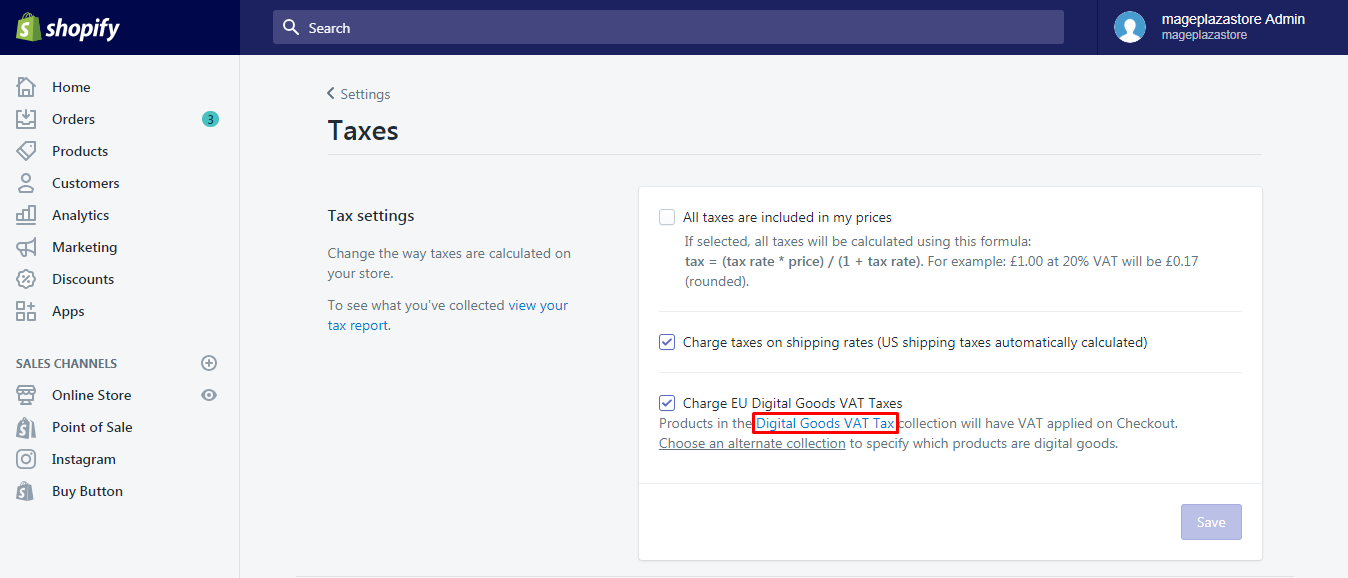 shopify
Search
mageplazastore Admin
mageplazastore
Home
Orders
3
Products
Customers
Analytics
Marketing
Discounts
Apps
SALES CHANNELS
Online Store
Point of Sale
Instagram
Buy Button
Settings
Taxes
Tax settings
Change the way taxes are calculated on
your store.
To see what you've collected view your
tax report.
All taxes are included in my prices
If selected, all taxes will be calculated using this formula:
tax = (tax rate * price) / (1 + tax rate). For example: £1.00 at 20% VAT will be £0.17
(rounded).
Charge taxes on shipping rates (US shipping taxes automatically calculated)
Charge EU Digital Goods VAT Taxes
Products in the Digital Goods VAT Tax collection will have VAT applied on Checkout.
Choose an alternate collection to specify which products are digital goods.
Save